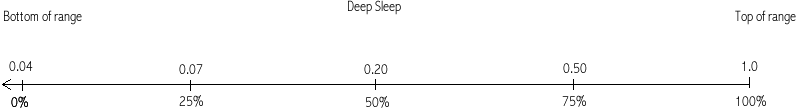 Deep Sleep
Bottom of range Top of range
0.04 0.07 0.20 0.50 1.0
0% 25% 50% 75% 100%